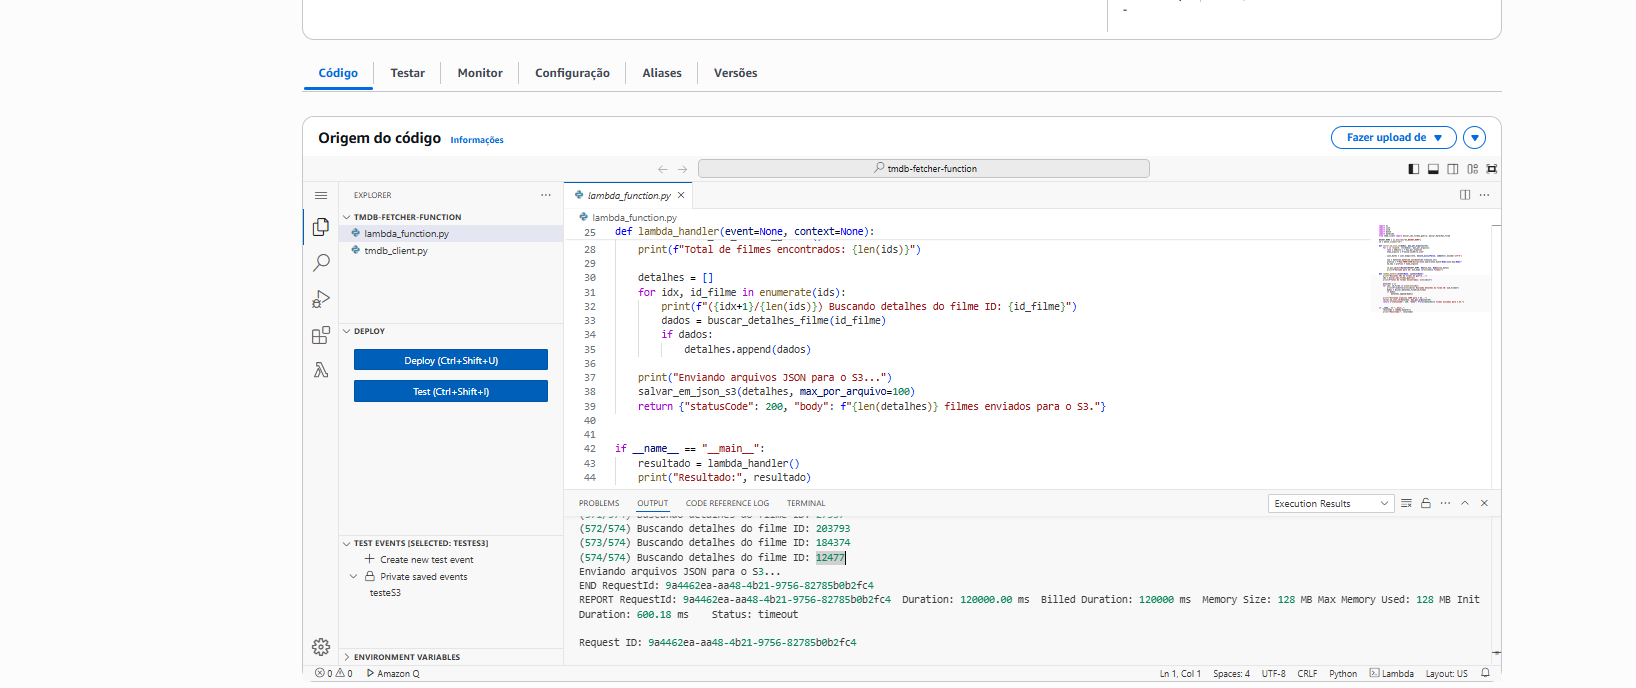 Código Testar Monitor Configuração Aliases Versões
Origem do código Informações Fazer upload de
tmdb-fetcher-function
EXPLORER
TMDB-FETCHER-FUNCTION
lambda_function.py
tmdb_client.py
DEPLOY
Deploy (Ctrl+Shift+U)
Test (Ctrl+Shift+I)
TEST EVENTS [SELECTED: TESTES3]
Create new test event
Private saved events
testeS3
ENVIRONMENT VARIABLES
lambda_function.py
lambda_function.py
25 def lambda_handler(event=None, context=None):
28 print(f"Total de filmes encontrados: {len(ids)}")
29
30 detalhes = []
31 for idx, id_filme in enumerate(ids):
32 print(f"({idx+1}/{len(ids)}) Buscando detalhes do filme ID: {id_filme}")
33 dados = buscar_detalhes_filme(id_filme)
34 if dados:
35 detalhes.append(dados)
36
37 print("Enviando arquivos JSON para o S3...")
38 salvar_em_json_s3(detalhes, max_por_arquivo=100)
39 return {"statusCode": 200, "body": f"{len(detalhes)} filmes enviados para o S3."}
40
41
42 if __name__ == "__main__":
43 resultado = lambda_handler()
44 print("Resultado:", resultado)
PROBLEMS OUTPUT CODE REFERENCE LOG TERMINAL Execution Results
(572/574) Buscando detalhes do filme ID: 203793
(573/574) Buscando detalhes do filme ID: 184374
(574/574) Buscando detalhes do filme ID: 12477
Enviando arquivos JSON para o S3...
END RequestId: 9a4462ea-aa48-4b21-9756-82785b0b2fc4
REPORT RequestId: 9a4462ea-aa48-4b21-9756-82785b0b2fc4 Duration: 120000.00 ms Billed Duration: 120000 ms Memory Size: 128 MB Max Memory Used: 128 MB Init
Duration: 600.18 ms Status: timeout
Request ID: 9a4462ea-aa48-4b21-9756-82785b0b2fc4
0 0 Amazon Q Ln 1, Col 1 Spaces: 4 UTF-8 CRLF Python Lambda Layout: US